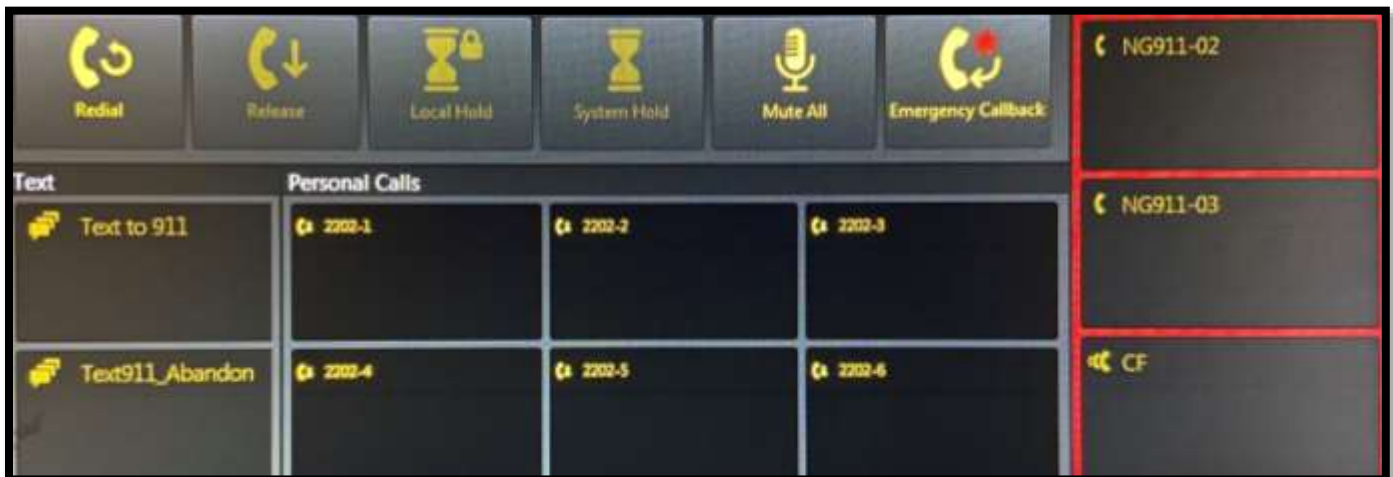 Redial
Release
Local Hold
System Hold
Mute All
Emergency Callback
NG911-02
Text
Personal Calls
NG911-03
Text to 911
2202-1
2202-2
2202-3
Text911_Abandon
2202-4
2202-5
2202-6
CF